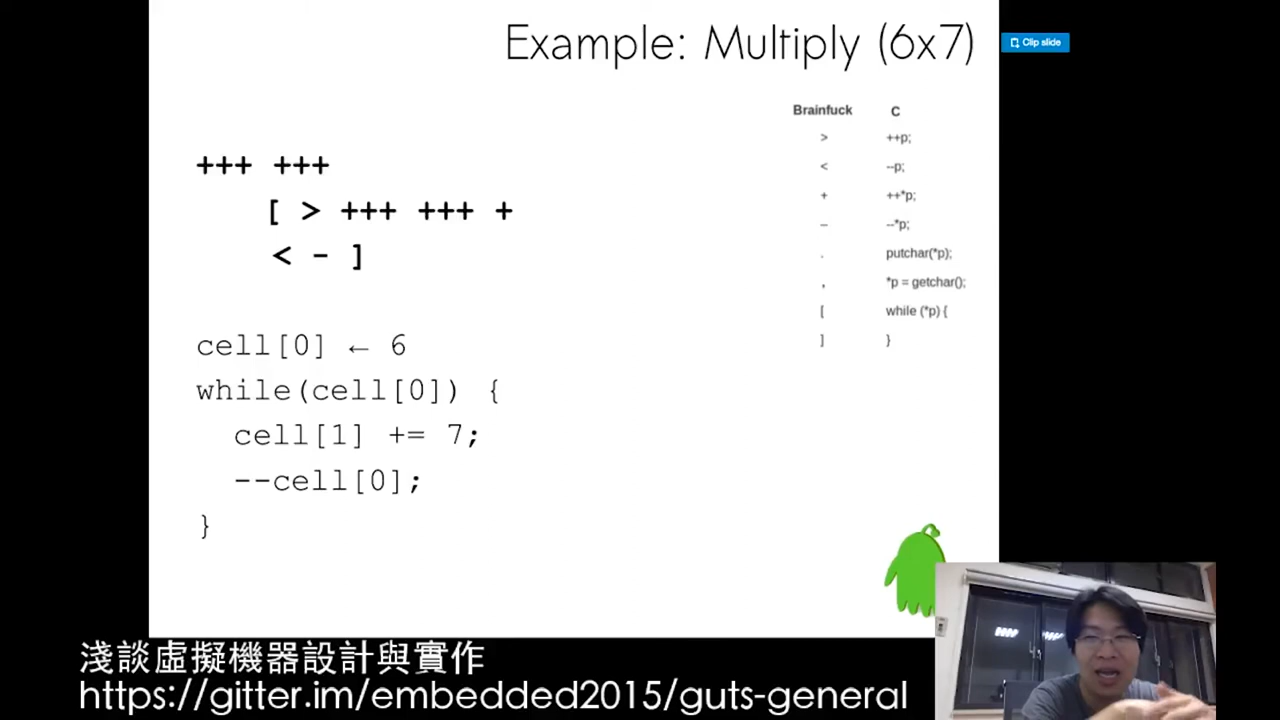 Example: Multiply (6x7)
Clip slide
Brainfuck C
> ++p;
< --p;
+ ++*p;
– --*p;
. putchar(*p);
, *p = getchar();
[ while (*p) {
] }
+++ +++
[ > +++ +++ +
< - ]
cell[0] ← 6
while(cell[0]) {
cell[1] += 7;
--cell[0];
}
淺談虛擬機器設計與實作
https://gitter.im/embedded2015/guts-general